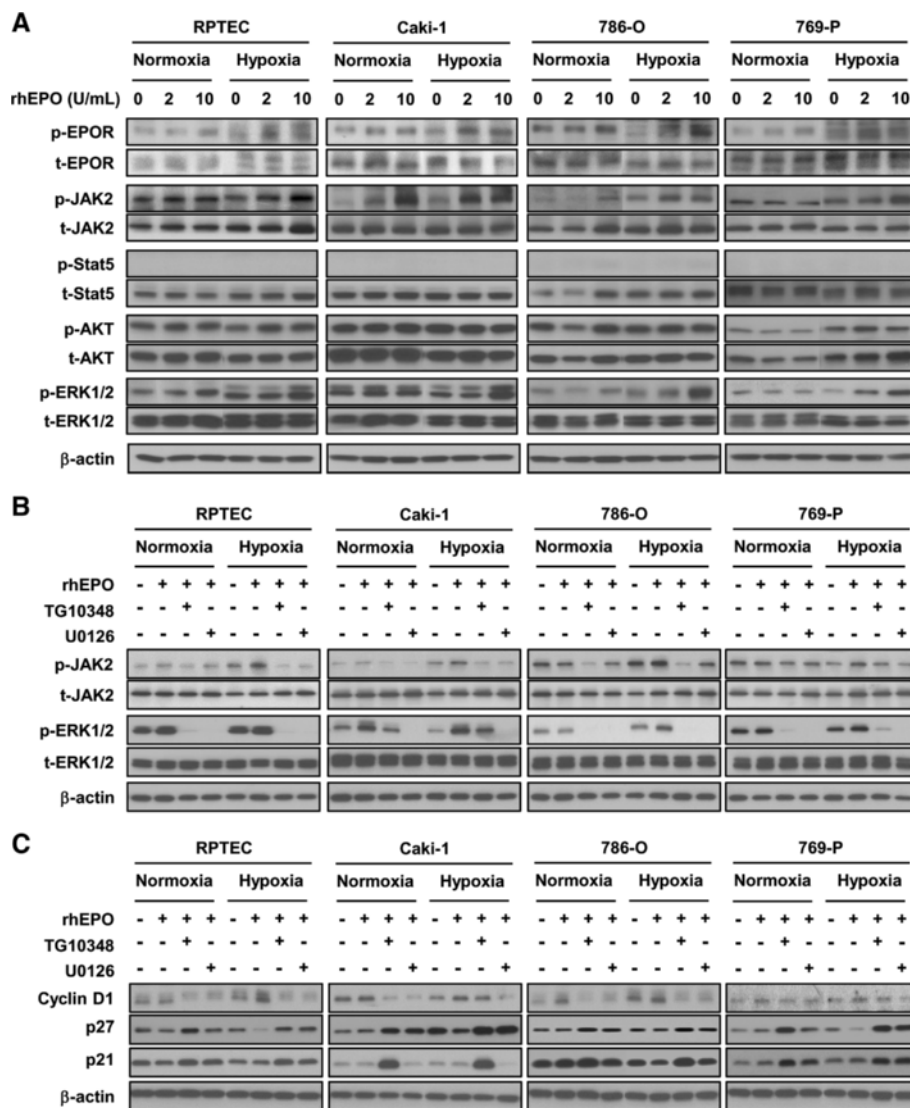 A
RPTEC Caki-1 786-O 769-P
Normoxia Hypoxia Normoxia Hypoxia Normoxia Hypoxia Normoxia Hypoxia
rhEPO (U/mL) 0 2 10 0 2 10 0 2 10 0 2 10 0 2 10 0 2 10 0 2 10 0 2 10
p-EPOR
t-EPOR
p-JAK2
t-JAK2
p-Stat5
t-Stat5
p-AKT
t-AKT
p-ERK1/2
t-ERK1/2
β-actin
B
RPTEC Caki-1 786-O 769-P
Normoxia Hypoxia Normoxia Hypoxia Normoxia Hypoxia Normoxia Hypoxia
rhEPO - + + + - + + + - + + + - + + + - + + + - + + + - + + + - + + +
TG10348 - - + - - - + - - - + - - - + - - - + - - - + - - - + - - - + -
U0126 - - - + - - - + - - - + - - - + - - - + - - - + - - - + - - - +
p-JAK2
t-JAK2
p-ERK1/2
t-ERK1/2
β-actin
C
RPTEC Caki-1 786-O 769-P
Normoxia Hypoxia Normoxia Hypoxia Normoxia Hypoxia Normoxia Hypoxia
rhEPO - + + + - + + + - + + + - + + + - + + + - + + + - + + + - + + +
TG10348 - - + - - - + - - - + - - - + - - - + - - - + - - - + - - - + -
U0126 - - - + - - - + - - - + - - - + - - - + - - - + - - - + - - - +
Cyclin D1
p27
p21
β-actin